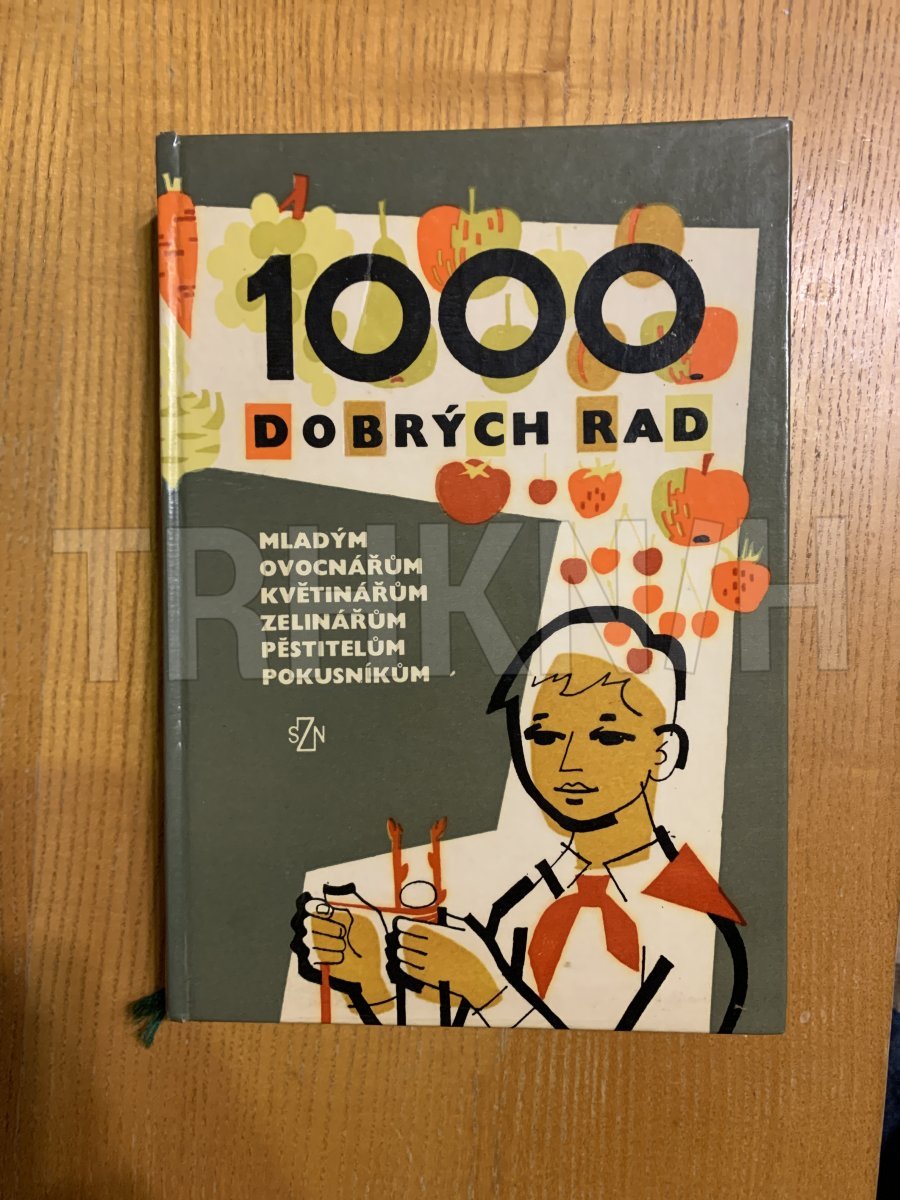 1000
DOBRÝCH RAD
MLADÝM
OVOCNÁŘŮM
KVĚTINÁŘŮM
ZELINÁŘŮM
PĚSTITELŮM
POKUSNÍKŮM
SZN
TRHKNIH